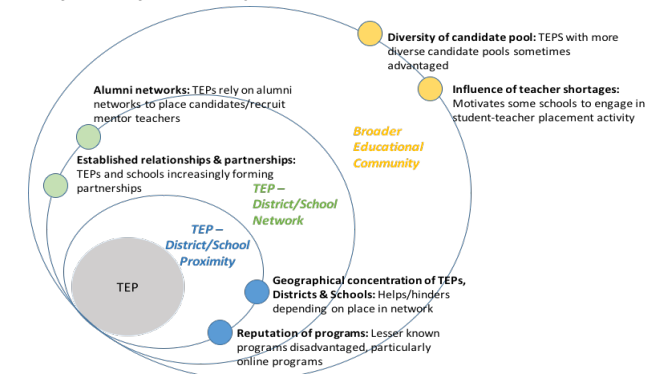 Diversity of candidate pool: TEPS with more
diverse candidate pools sometimes
advantaged
Alumni networks: TEPs rely on alumni
networks to place candidates/recruit
mentor teachers
Influence of teacher shortages:
Motivates some schools to engage in
student-teacher placement activity
Broader
Educational
Community
Established relationships & partnerships:
TEPs and schools increasingly forming
partnerships
TEP –
District/School
Network
TEP –
District/School
Proximity
TEP
Geographical concentration of TEPs,
Districts & Schools: Helps/hinders
depending on place in network
Reputation of programs: Lesser known
programs disadvantaged, particularly
online programs